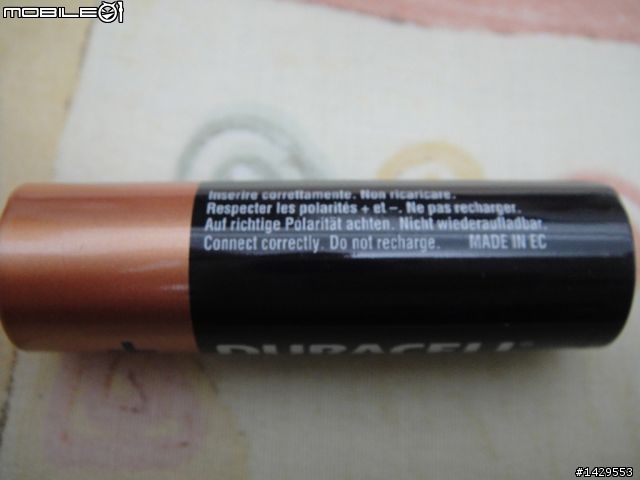 MOBILE01
Inserire correttamente. Non ricaricare.
Respecter les polarités + et –. Ne pas recharger.
Auf richtige Polarität achten. Nicht wiederaufladbar.
Connect correctly. Do not recharge. MADE IN EC
DURACELL
#1429553